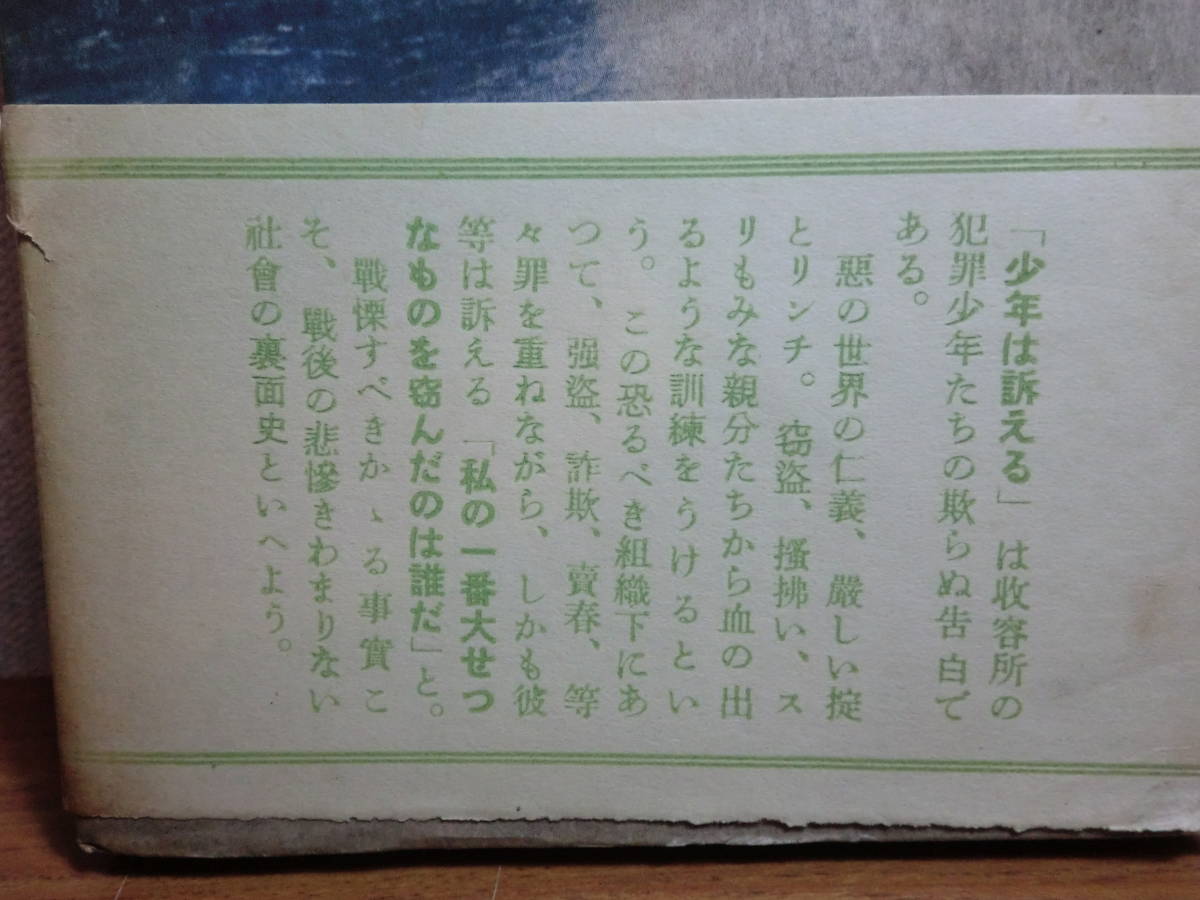 「少年は訴える」は收容所の
犯罪少年たちの欺らぬ告白で
ある。
惡の世界の仁義、嚴しい掟
とリンチ。窃盗、搔拂い、ス
リもみな親分たちから血の出
るような訓練をうけるとい
う。この恐るべき組織下にあ
つて、强盗、詐欺、賣春、等
々罪を重ねながら、しかも彼
等は訴える「私の一番大せつ
なものを窃んだのは誰だ」と。
戰慄すべきかゝる事實こ
そ、戰後の悲慘きわまりない
社會の裏面史といへよう。